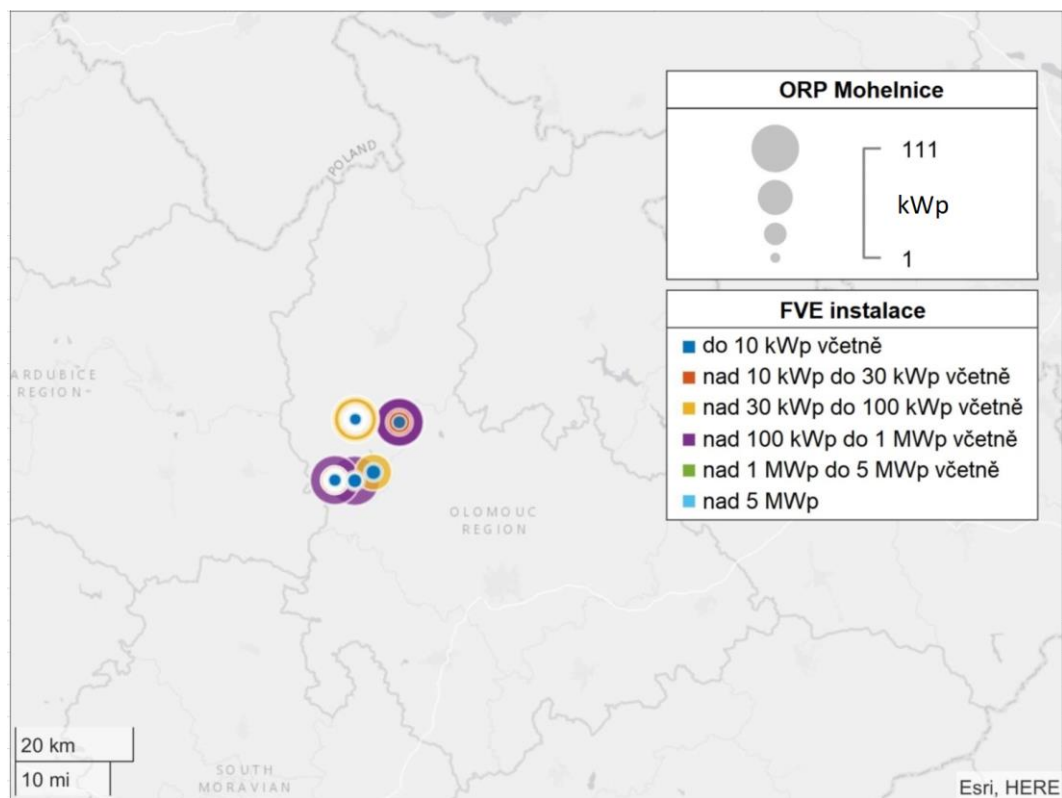 ORP Mohelnice
111
kWp
1
FVE instalace
do 10 kWp včetně
nad 10 kWp do 30 kWp včetně
nad 30 kWp do 100 kWp včetně
nad 100 kWp do 1 MWp včetně
nad 1 MWp do 5 MWp včetně
nad 5 MWp
POLAND
ARDUBICE
REGION
OLOMOUC
REGION
SOUTH
MORAVIAN
20 km
10 mi
Esri, HERE